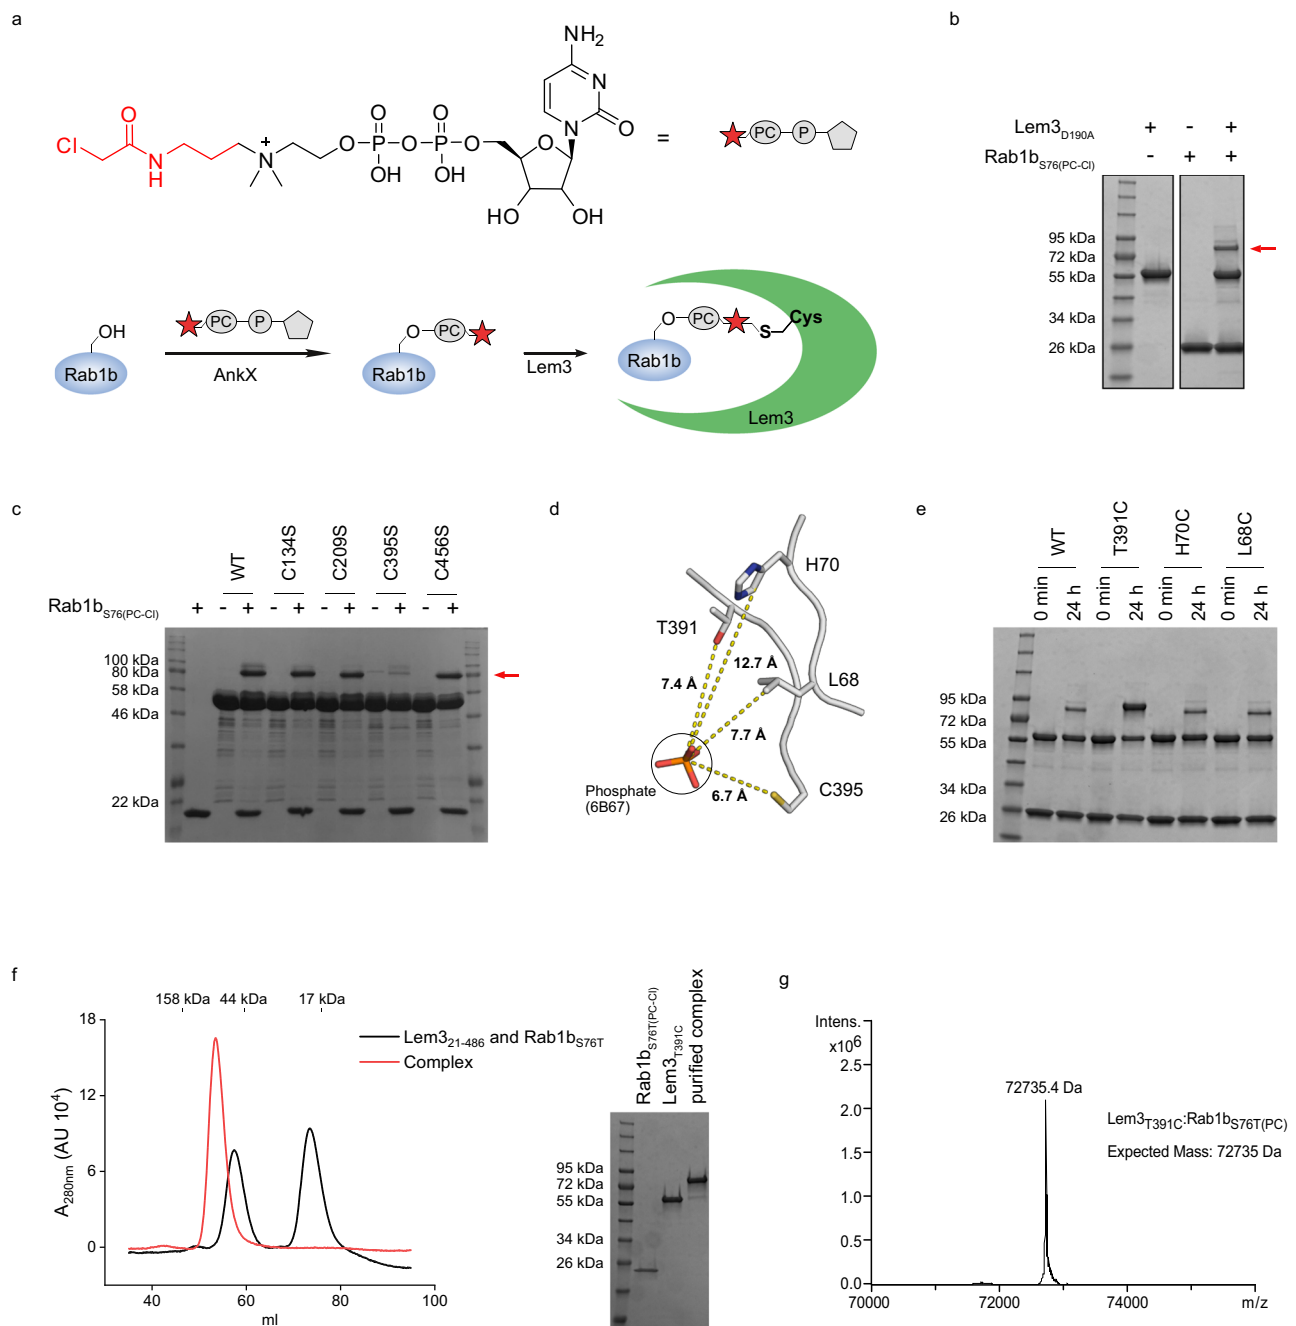 a
NH2
N
N
O
O
Cl
N
H
N
+
O
O
P
OH
O
O
P
OH
O
O
HO
OH
=
PC
P
OH
Rab1b
PC
P
AnkX
O
PC
Rab1b
Lem3
O
PC
S
Cys
Rab1b
Lem3
b
Lem3D190A + - +
Rab1bS76(PC-Cl) - + +
95 kDa
72 kDa
55 kDa
34 kDa
26 kDa
c
WT
C134S
C209S
C395S
C456S
Rab1bS76(PC-Cl) + - + - + - + - + - +
100 kDa
80 kDa
58 kDa
46 kDa
22 kDa
d
H70
T391
12.7 Å
7.4 Å
L68
7.7 Å
6.7 Å
C395
Phosphate
(6B67)
e
WT
T391C
H70C
L68C
0 min
24 h
0 min
24 h
0 min
24 h
0 min
24 h
95 kDa
72 kDa
55 kDa
34 kDa
26 kDa
f
158 kDa 44 kDa 17 kDa
18
12
6
0
A280nm (AU 10^4)
40 60 80 100
ml
Lem321-486 and Rab1bS76T
Complex
Rab1bS76T(PC-Cl)
Lem3T391C
purified complex
95 kDa
72 kDa
55 kDa
34 kDa
26 kDa
g
Intens.
x10^6
2.5
2.0
1.5
1.0
0.5
0.0
72735.4 Da
Lem3T391C:Rab1bS76T(PC)
Expected Mass: 72735 Da
70000 72000 74000 m/z